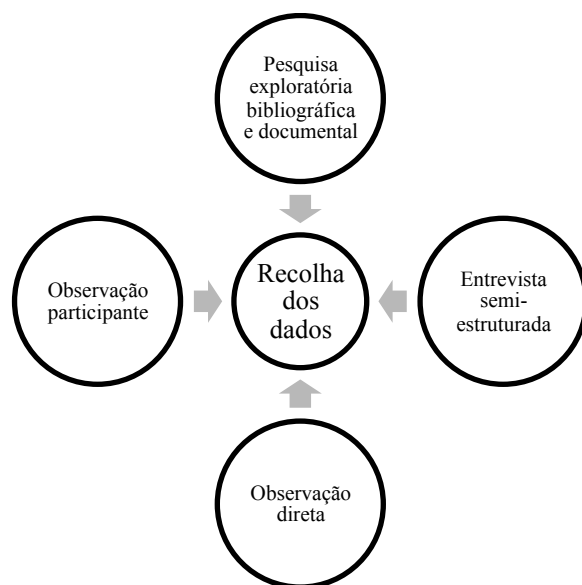 Pesquisa
exploratória
bibliográfica
e documental
Observação
participante
Recolha
dos
dados
Entrevista
semi-
estruturada
Observação
direta